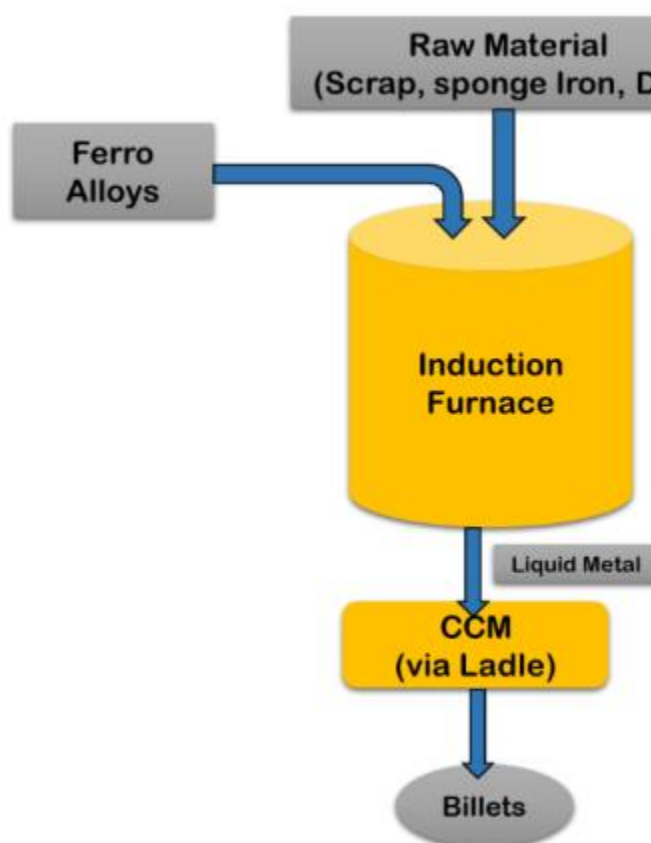 Raw Material
(Scrap, sponge Iron, D
Ferro
Alloys
Induction
Furnace
Liquid Metal
CCM
(via Ladle)
Billets